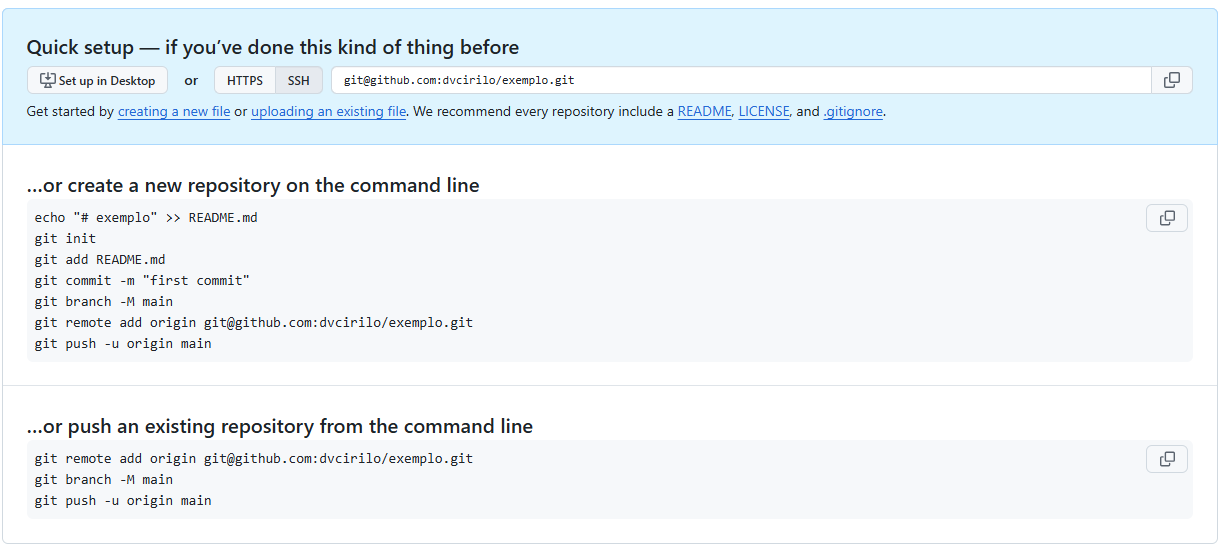 Quick setup — if you've done this kind of thing before
Set up in Desktop or HTTPS SSH git@github.com:dvcirilo/exemplo.git
Get started by creating a new file or uploading an existing file. We recommend every repository include a README, LICENSE, and .gitignore.
…or create a new repository on the command line
echo "# exemplo" >> README.md
git init
git add README.md
git commit -m "first commit"
git branch -M main
git remote add origin git@github.com:dvcirilo/exemplo.git
git push -u origin main
…or push an existing repository from the command line
git remote add origin git@github.com:dvcirilo/exemplo.git
git branch -M main
git push -u origin main